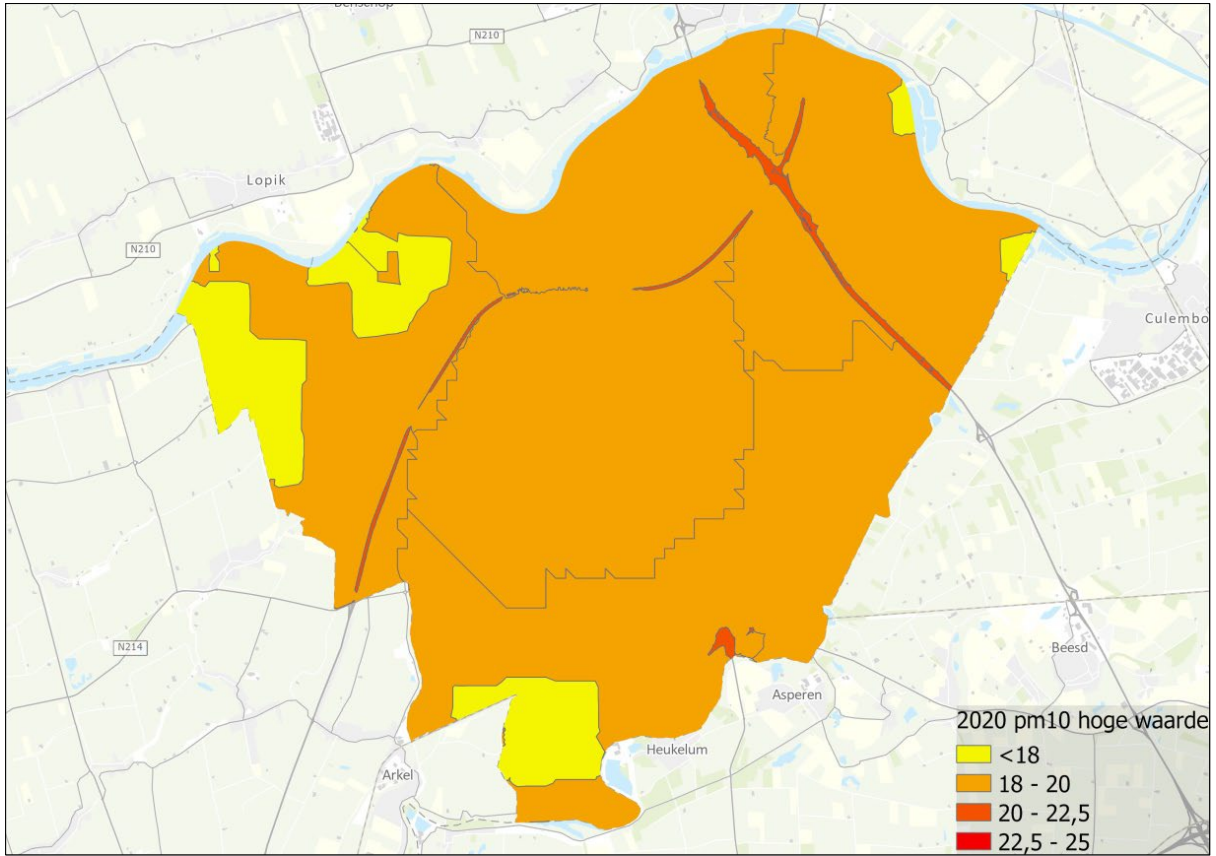 Benschop
N210
Lopik
N210
Culembo
N214
Beesd
Asperen
Heukelum
Arkel
2020 pm10 hoge waarde
<18
18 - 20
20 - 22,5
22,5 - 25